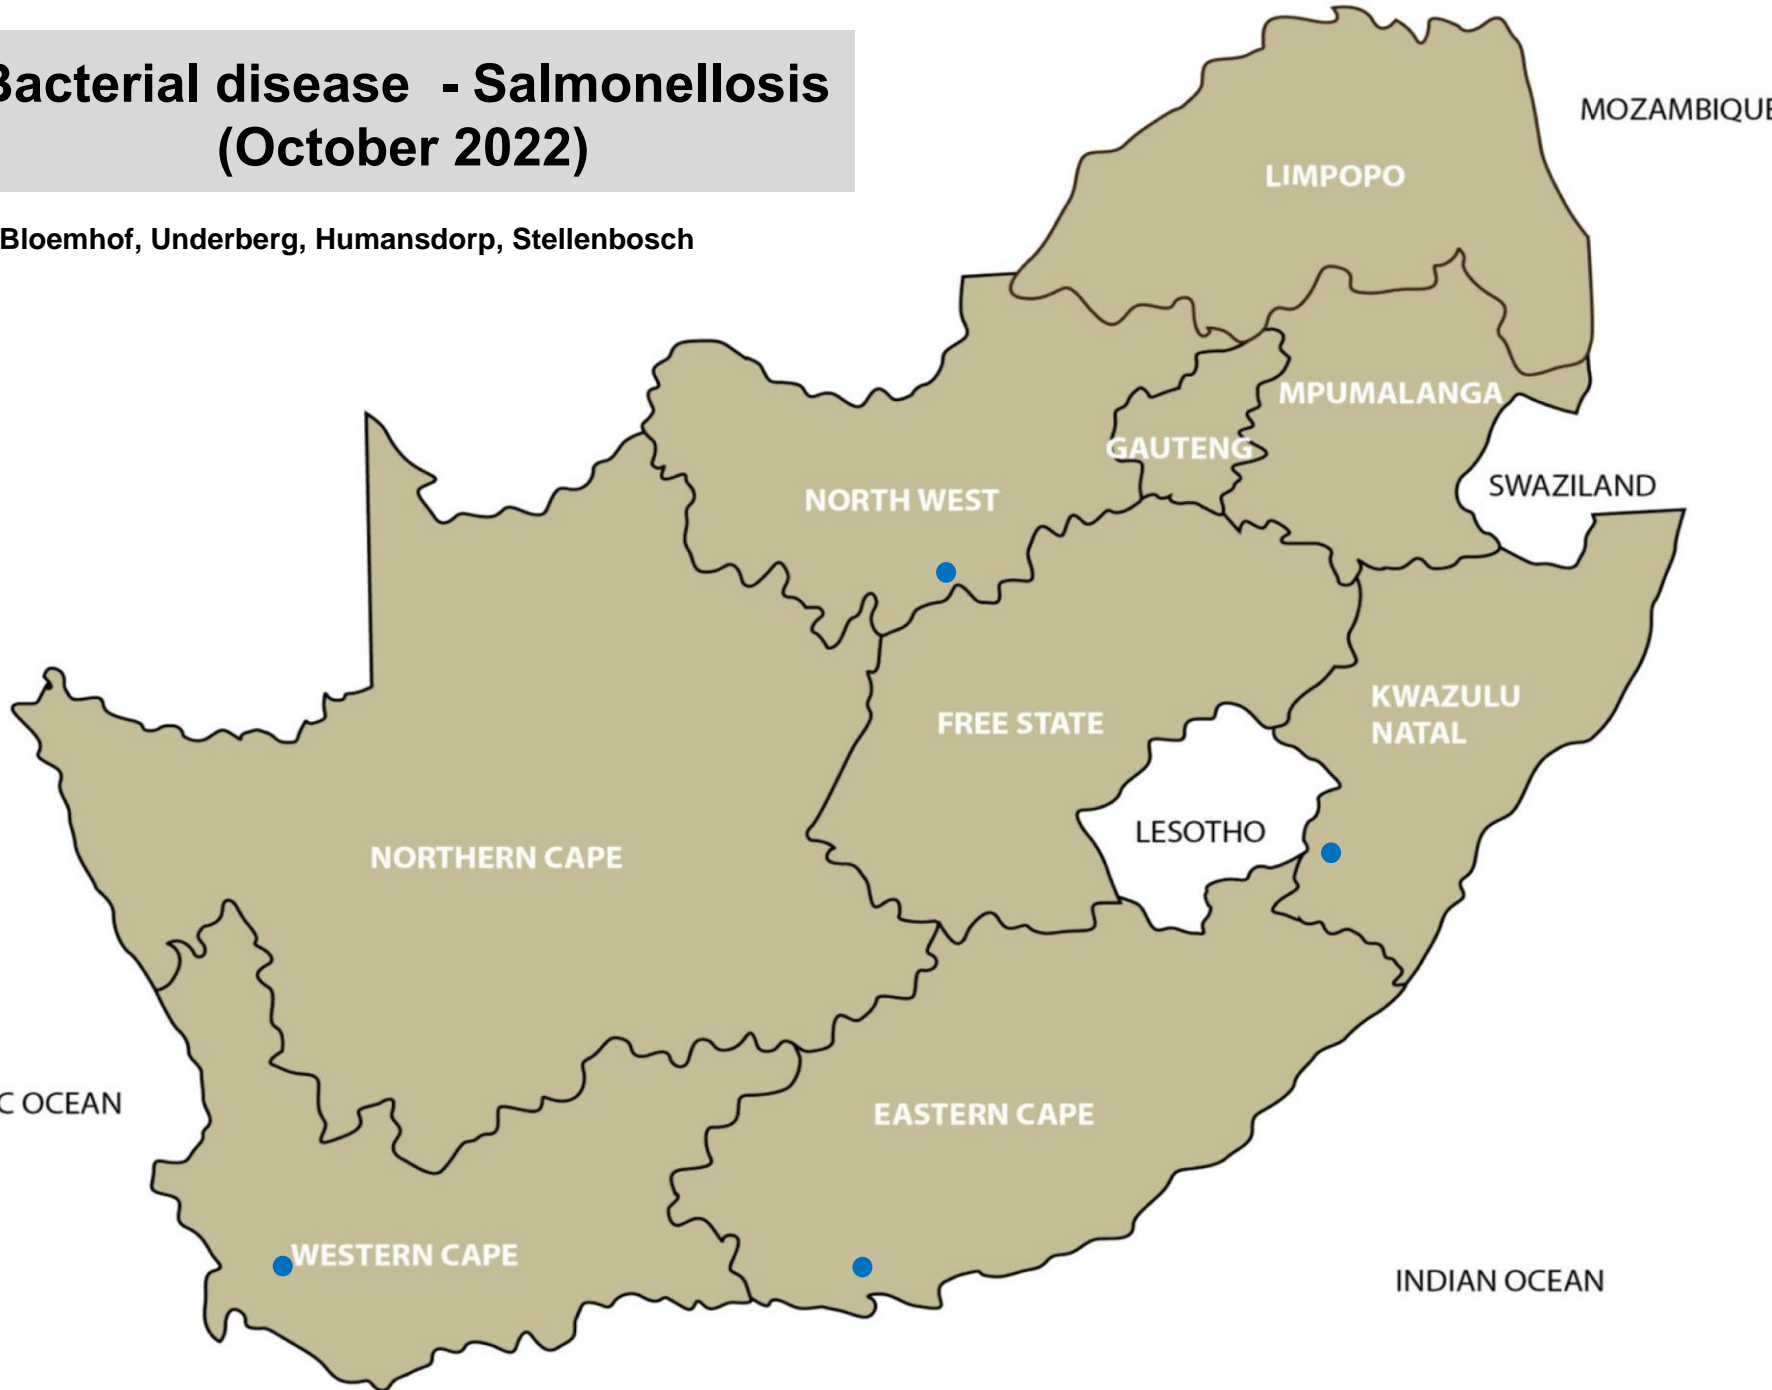 Bacterial disease - Salmonellosis
(October 2022)
Bloemhof, Underberg, Humansdorp, Stellenbosch
MOZAMBIQUE
LIMPOPO
MPUMALANGA
GAUTENG
SWAZILAND
NORTH WEST
KWAZULU
NATAL
FREE STATE
LESOTHO
NORTHERN CAPE
C OCEAN
EASTERN CAPE
WESTERN CAPE
INDIAN OCEAN